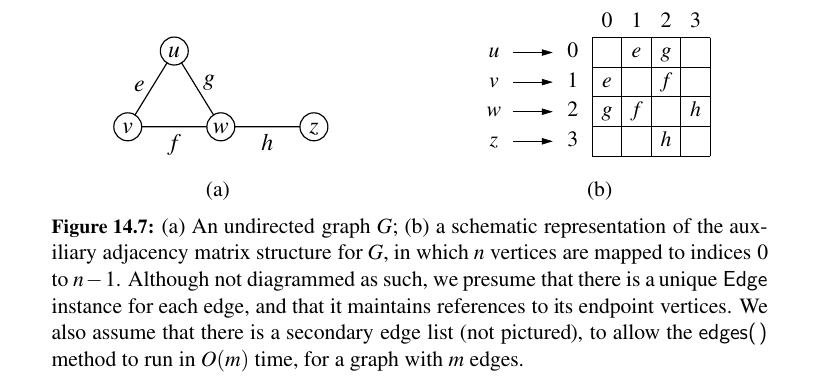 u
e
g
v
w
z
f
h
(a)
0 1 2 3
u 0 e g
v 1 e f
w 2 g f h
z 3 h
(b)
Figure 14.7: (a) An undirected graph G; (b) a schematic representation of the aux-
iliary adjacency matrix structure for G, in which n vertices are mapped to indices 0
to n−1. Although not diagrammed as such, we presume that there is a unique Edge
instance for each edge, and that it maintains references to its endpoint vertices. We
also assume that there is a secondary edge list (not pictured), to allow the edges()
method to run in O(m) time, for a graph with m edges.